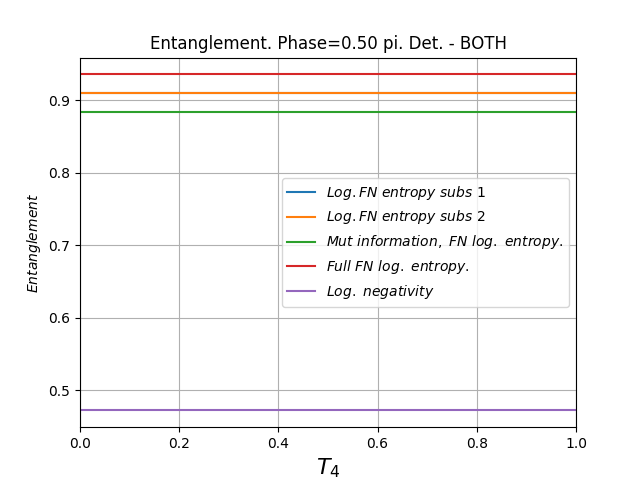 Entanglement. Phase=0.50 pi. Det. - BOTH
0.9
0.8
0.7
0.6
0.5
Entanglement
Log. FN entropy subs 1
Log. FN entropy subs 2
Mut information, FN log. entropy.
Full FN log. entropy.
Log. negativity
0.0 0.2 0.4 0.6 0.8 1.0
T₄